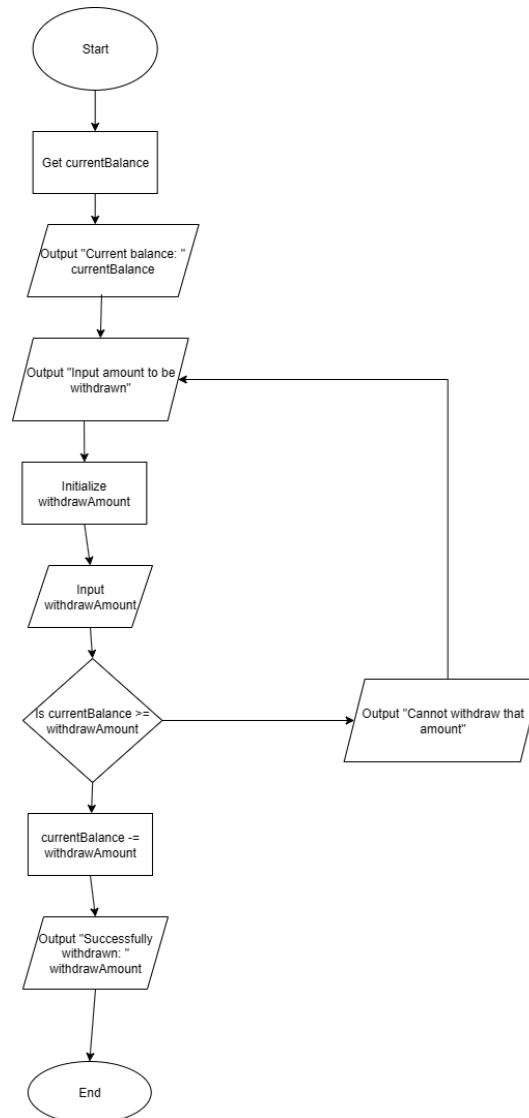 Start
Get currentBalance
Output "Current balance: "
currentBalance
Output "Input amount to be
withdrawn"
Initialize
withdrawAmount
Input
withdrawAmount
Is currentBalance >=
withdrawAmount
Output "Cannot withdraw that
amount"
currentBalance -=
withdrawAmount
Output "Successfully
withdrawn: "
withdrawAmount
End